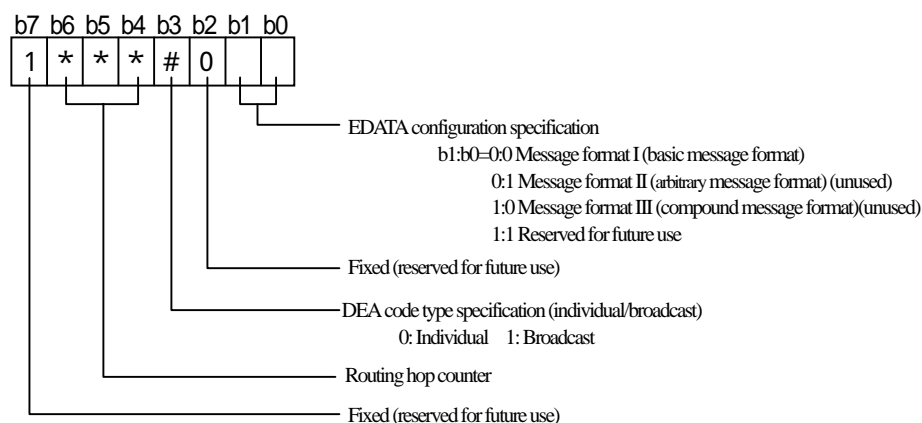 b7 b6 b5 b4 b3 b2 b1 b0
1 * * * # 0
EDATA configuration specification
b1:b0=0:0 Message format I (basic message format)
0:1 Message format II (arbitrary message format) (unused)
1:0 Message format III (compound message format)(unused)
1:1 Reserved for future use
Fixed (reserved for future use)
DEA code type specification (individual/broadcast)
0: Individual 1: Broadcast
Routing hop counter
Fixed (reserved for future use)